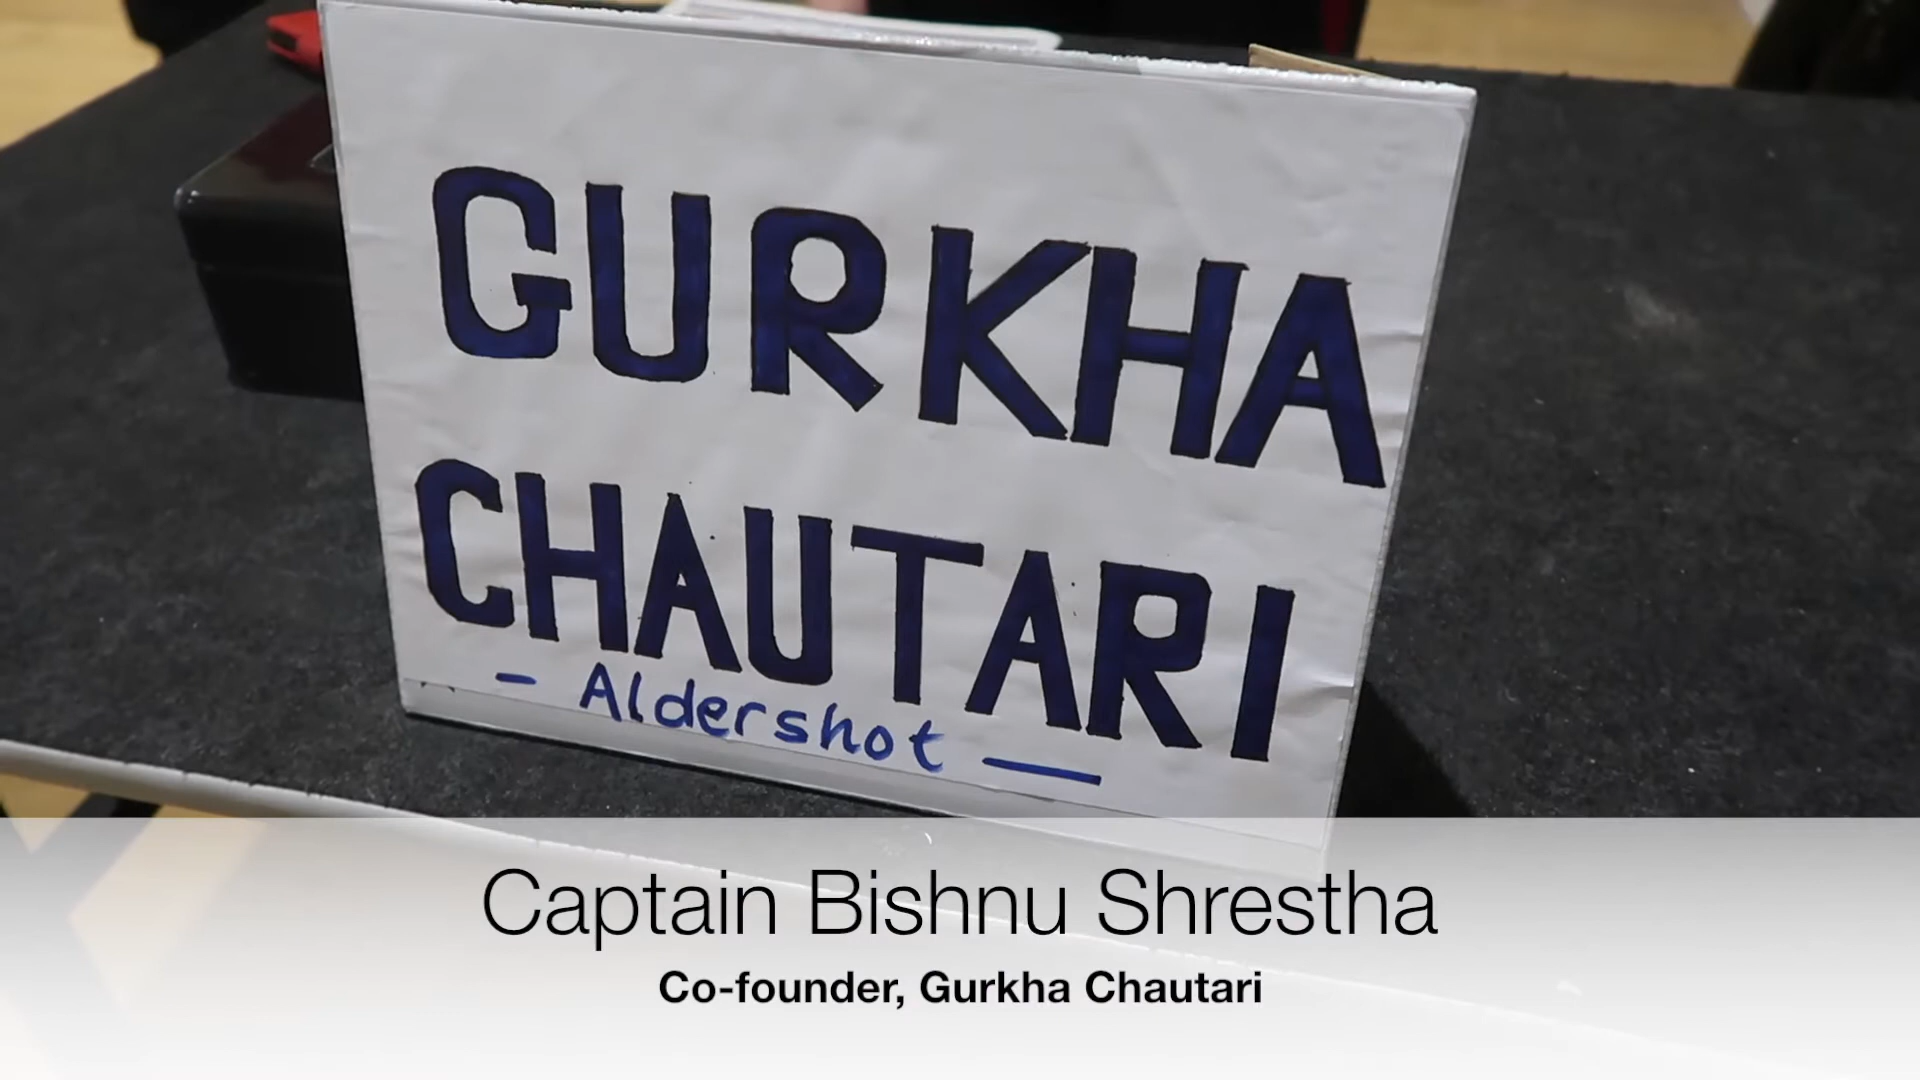 GURKHA
CHAUTARI
- Aldershot -
Captain Bishnu Shrestha
Co-founder, Gurkha Chautari